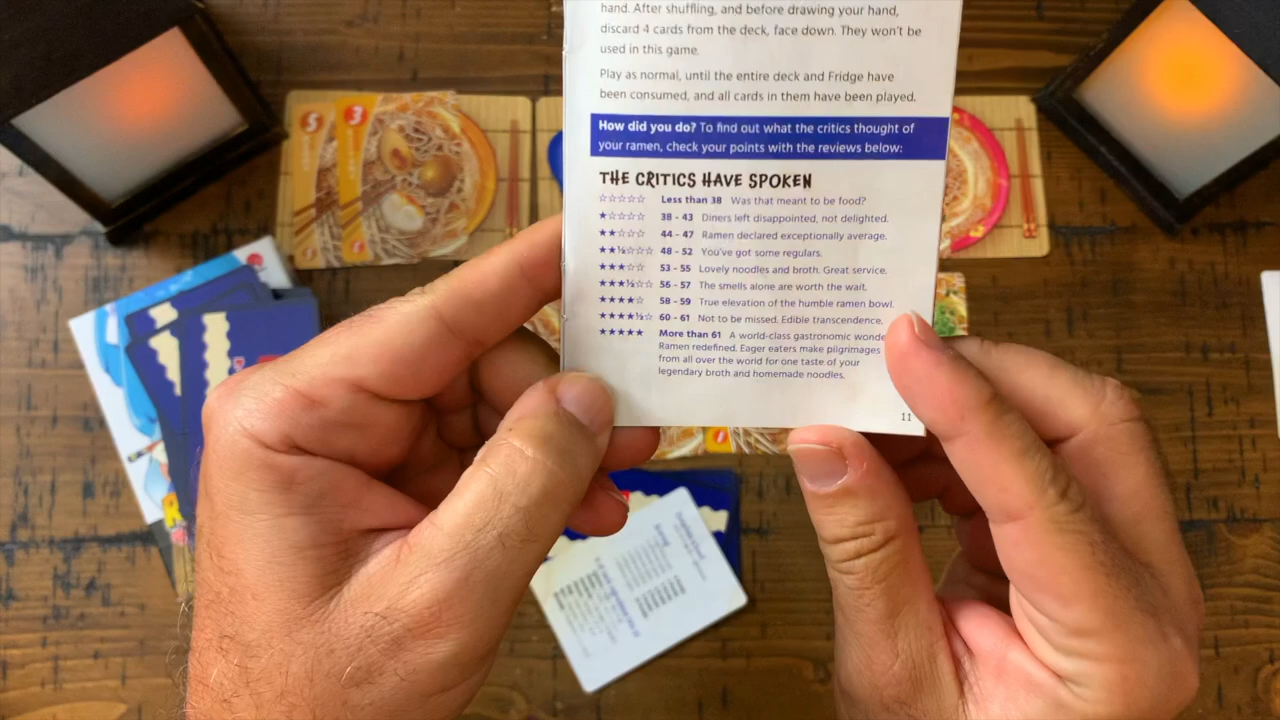 hand. After shuffling, and before drawing your hand,
discard 4 cards from the deck, face down. They won't be
used in this game.
Play as normal, until the entire deck and Fridge have
been consumed, and all cards in them have been played.
How did you do? To find out what the critics thought of
your ramen, check your points with the reviews below:
THE CRITICS HAVE SPOKEN
☆☆☆☆☆ Less than 38 Was that meant to be food?
★☆☆☆☆ 38 - 43 Diners left disappointed, not delighted.
★★☆☆☆ 44 - 47 Ramen declared exceptionally average.
★★½☆☆☆ 48 - 52 You've got some regulars.
★★★☆☆ 53 - 55 Lovely noodles and broth. Great service.
★★★½☆☆ 56 - 57 The smells alone are worth the wait.
★★★★☆ 58 - 59 True elevation of the humble ramen bowl.
★★★★½☆ 60 - 61 Not to be missed. Edible transcendence.
★★★★★ More than 61 A world-class gastronomic wonde
Ramen redefined. Eager eaters make pilgrimages
from all over the world for one taste of your
legendary broth and homemade noodles.
11
5
3